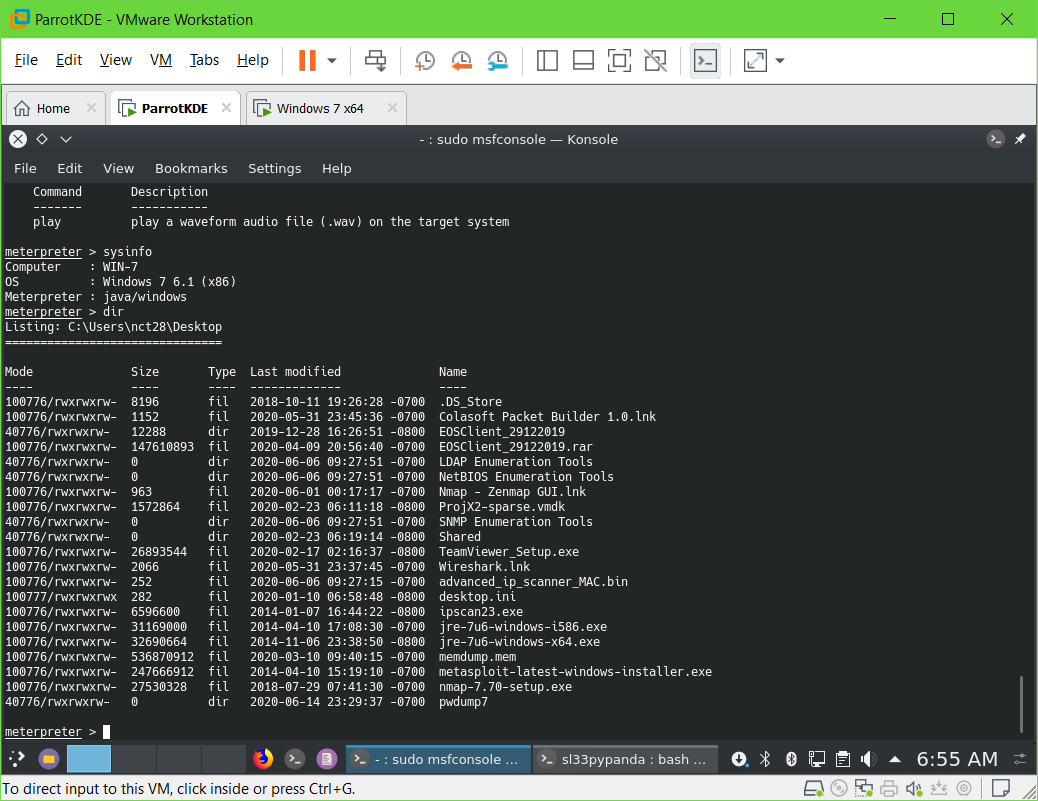 ParrotKDE - VMware Workstation
File Edit View VM Tabs Help
Home ParrotKDE Windows 7 x64
- : sudo msfconsole — Konsole
File Edit View Bookmarks Settings Help
Command Description
------- -----------
play play a waveform audio file (.wav) on the target system
meterpreter > sysinfo
Computer : WIN-7
OS : Windows 7 6.1 (x86)
Meterpreter : java/windows
meterpreter > dir
Listing: C:\Users\nct28\Desktop
===============================
Mode Size Type Last modified Name
---- ---- ---- ------------- ----
100776/rwxrwxrw- 8196 fil 2018-10-11 19:26:28 -0700 .DS_Store
100776/rwxrwxrw- 1152 fil 2020-05-31 23:45:36 -0700 Colasoft Packet Builder 1.0.lnk
40776/rwxrwxrw- 12288 dir 2019-12-28 16:26:51 -0800 EOSClient_29122019
100776/rwxrwxrw- 147610893 fil 2020-04-09 20:56:40 -0700 EOSClient_29122019.rar
40776/rwxrwxrw- 0 dir 2020-06-06 09:27:51 -0700 LDAP Enumeration Tools
40776/rwxrwxrw- 0 dir 2020-06-06 09:27:51 -0700 NetBIOS Enumeration Tools
100776/rwxrwxrw- 963 fil 2020-06-01 00:17:17 -0700 Nmap - Zenmap GUI.lnk
100776/rwxrwxrw- 1572864 fil 2020-02-23 06:11:18 -0800 ProjX2-sparse.vmdk
40776/rwxrwxrw- 0 dir 2020-06-06 09:27:51 -0700 SNMP Enumeration Tools
40776/rwxrwxrw- 0 dir 2020-02-23 06:19:14 -0800 Shared
100776/rwxrwxrw- 26893544 fil 2020-02-17 02:16:37 -0800 TeamViewer_Setup.exe
100776/rwxrwxrw- 2066 fil 2020-05-31 23:37:45 -0700 Wireshark.lnk
100776/rwxrwxrw- 252 fil 2020-06-06 09:27:15 -0700 advanced_ip_scanner_MAC.bin
100777/rwxrwxrwx 282 fil 2020-01-10 06:58:48 -0800 desktop.ini
100776/rwxrwxrw- 6596600 fil 2014-01-07 16:44:22 -0800 ipscan23.exe
100776/rwxrwxrw- 31169000 fil 2014-04-10 17:08:30 -0700 jre-7u6-windows-i586.exe
100776/rwxrwxrw- 32690664 fil 2014-11-06 23:38:50 -0800 jre-7u6-windows-x64.exe
100776/rwxrwxrw- 536870912 fil 2020-03-10 09:40:15 -0700 memdump.mem
100776/rwxrwxrw- 247666912 fil 2014-04-10 15:19:10 -0700 metasploit-latest-windows-installer.exe
100776/rwxrwxrw- 27530328 fil 2018-07-29 07:41:30 -0700 nmap-7.70-setup.exe
40776/rwxrwxrw- 0 dir 2020-06-14 23:29:37 -0700 pwdump7
meterpreter >
- : sudo msfconsole ... sl33pypanda : bash ... 6:55 AM
To direct input to this VM, click inside or press Ctrl+G.